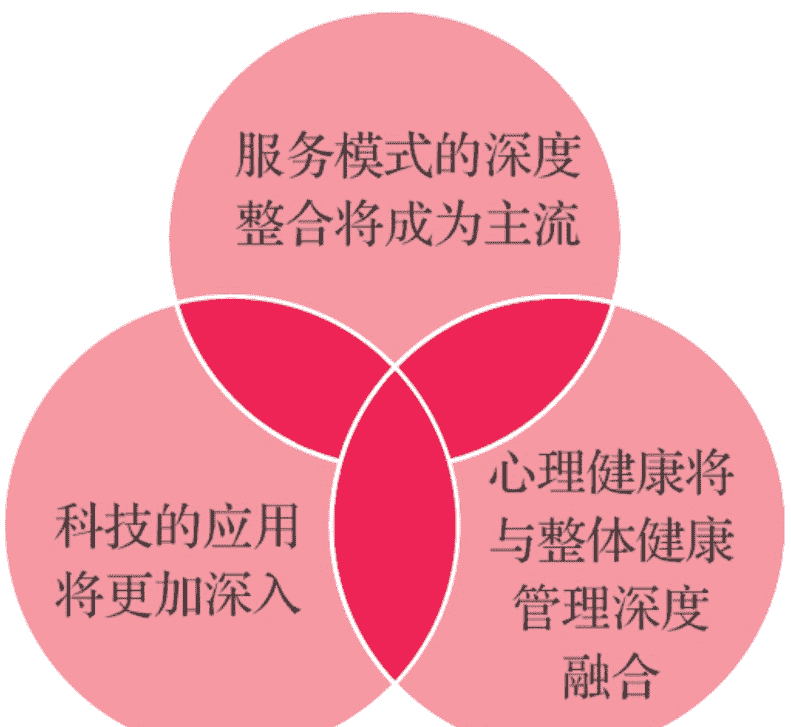 服务模式的深度
整合将成为主流
科技的应用
将更加深入
心理健康将
与整体健康
管理深度
融合